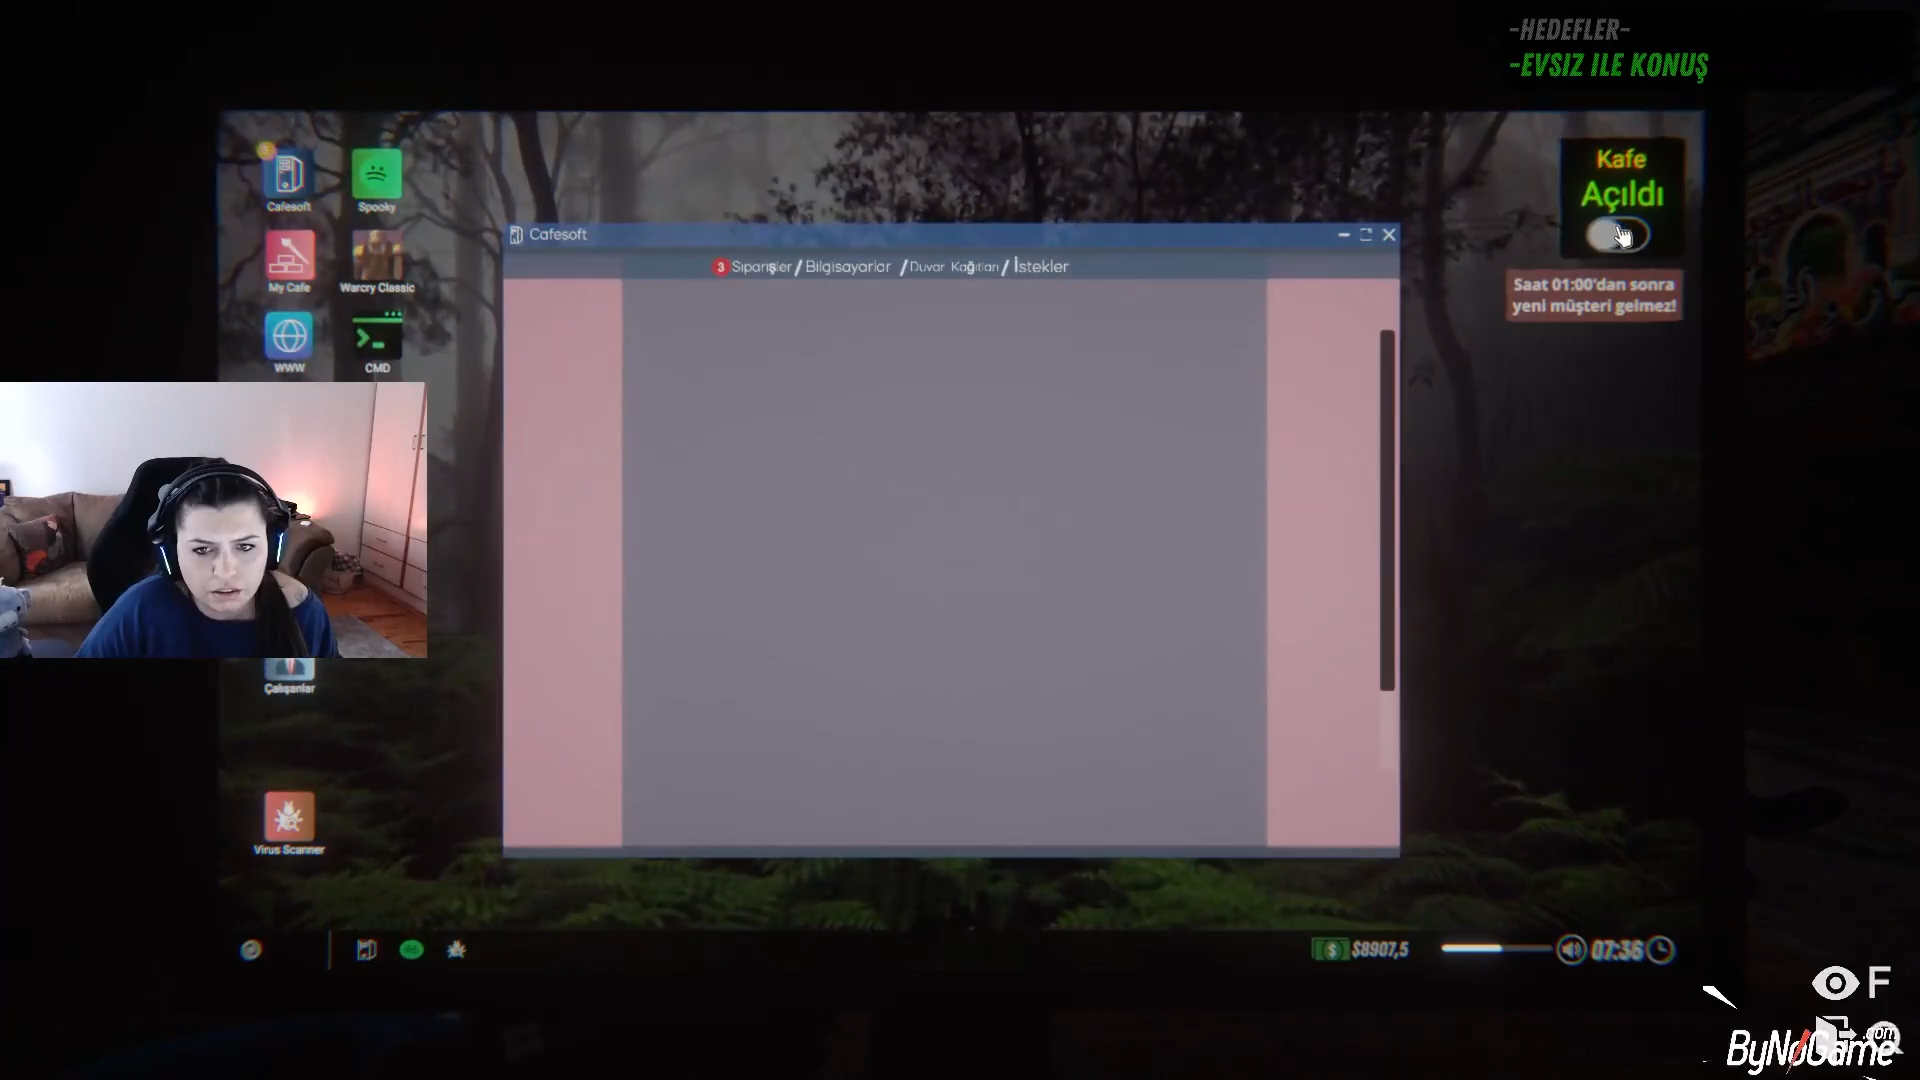 -HEDEFLER-
-EVSIZ ILE KONUŞ
Kafe
Açıldı
Saat 01:00'dan sonra
yeni müşteri gelmez!
Cafesoft
Spooky
My Cafe
Warcry Classic
WWW
CMD
Çalışanlar
Virus Scanner
Cafesoft
3 Siparişler / Bilgisayarlar / Duvar Kağıtları / İstekler
$8907,5
07:36
F
ByNoGame
.com